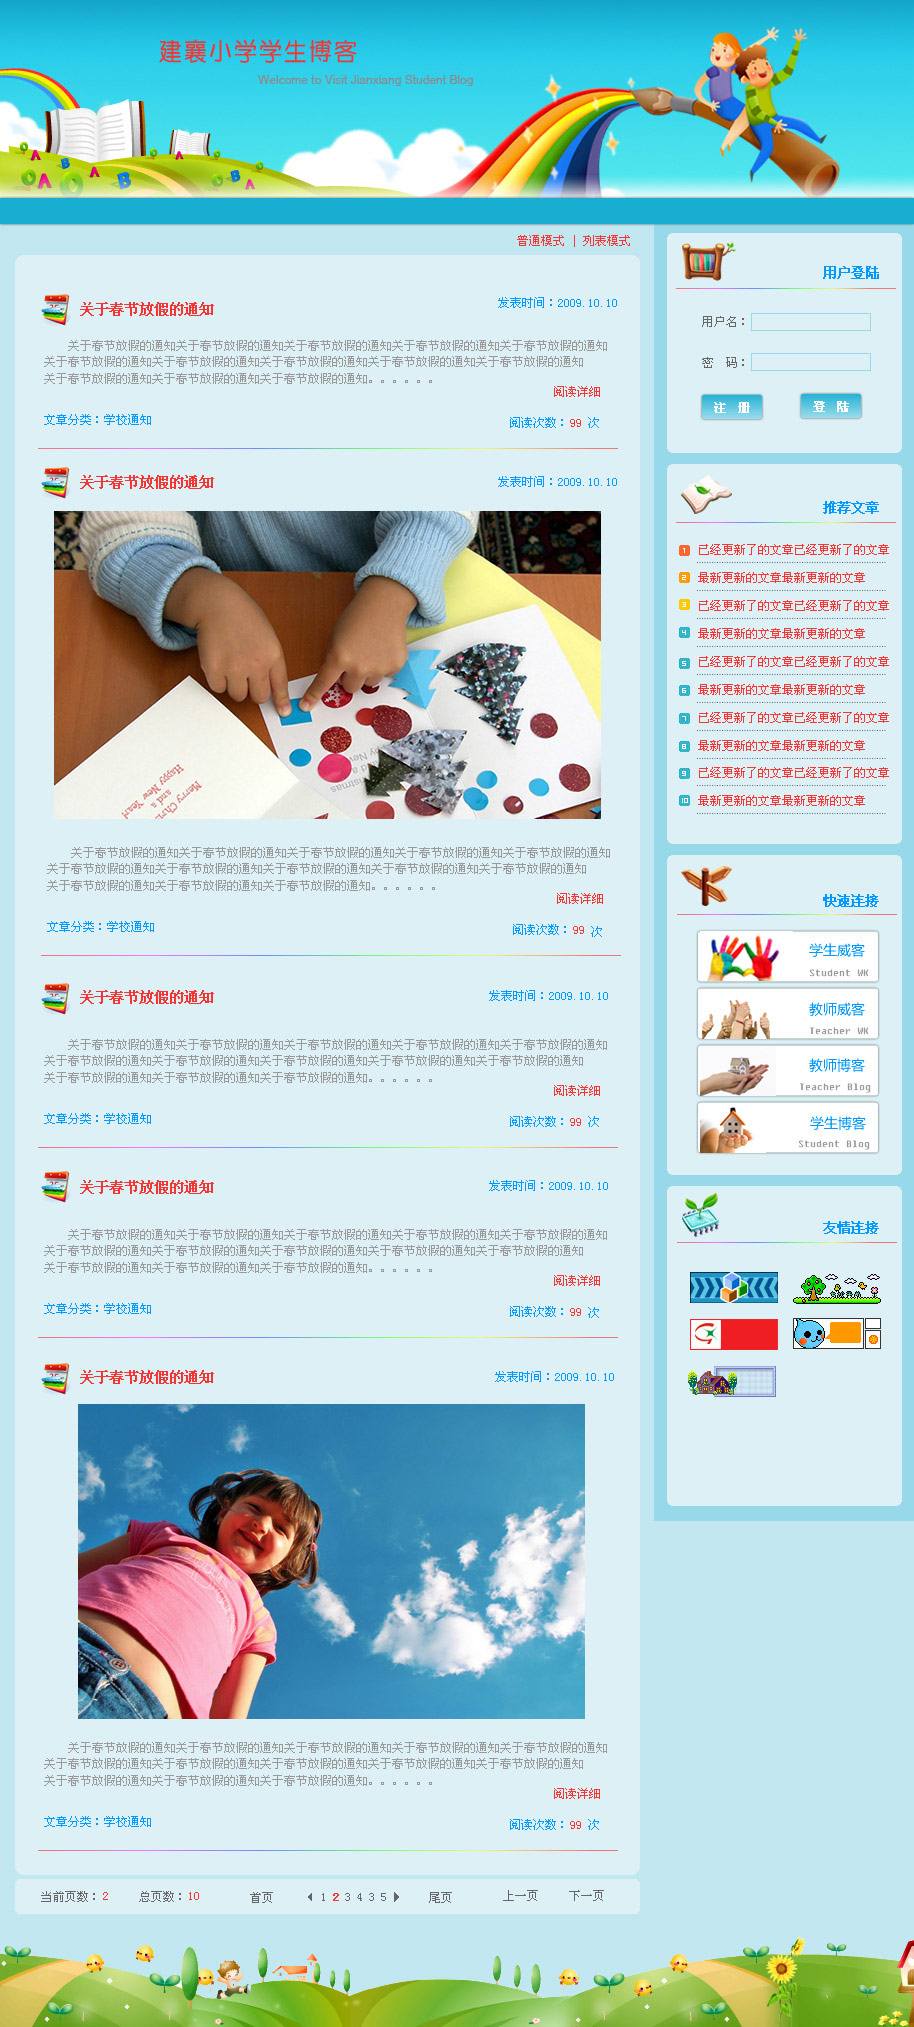 建襄小学学生博客
Welcome to Visit Jianxiang Student Blog
普通模式 | 列表模式
关于春节放假的通知
发表时间：2009.10.10
关于春节放假的通知关于春节放假的通知关于春节放假的通知关于春节放假的通知关于春节放假的通知
关于春节放假的通知关于春节放假的通知关于春节放假的通知关于春节放假的通知关于春节放假的通知
关于春节放假的通知关于春节放假的通知关于春节放假的通知。。。。。。
阅读详细
文章分类：学校通知
阅读次数：99 次
关于春节放假的通知
发表时间：2009.10.10
Happy New Year!
and a
Merry Chri
关于春节放假的通知关于春节放假的通知关于春节放假的通知关于春节放假的通知关于春节放假的通知
关于春节放假的通知关于春节放假的通知关于春节放假的通知关于春节放假的通知关于春节放假的通知
关于春节放假的通知关于春节放假的通知关于春节放假的通知。。。。。。
阅读详细
文章分类：学校通知
阅读次数：99 次
关于春节放假的通知
发表时间：2009.10.10
关于春节放假的通知关于春节放假的通知关于春节放假的通知关于春节放假的通知关于春节放假的通知
关于春节放假的通知关于春节放假的通知关于春节放假的通知关于春节放假的通知关于春节放假的通知
关于春节放假的通知关于春节放假的通知关于春节放假的通知。。。。。。
阅读详细
文章分类：学校通知
阅读次数：99 次
关于春节放假的通知
发表时间：2009.10.10
关于春节放假的通知关于春节放假的通知关于春节放假的通知关于春节放假的通知关于春节放假的通知
关于春节放假的通知关于春节放假的通知关于春节放假的通知关于春节放假的通知关于春节放假的通知
关于春节放假的通知关于春节放假的通知关于春节放假的通知。。。。。。
阅读详细
文章分类：学校通知
阅读次数：99 次
关于春节放假的通知
发表时间：2009.10.10
关于春节放假的通知关于春节放假的通知关于春节放假的通知关于春节放假的通知关于春节放假的通知
关于春节放假的通知关于春节放假的通知关于春节放假的通知关于春节放假的通知关于春节放假的通知
关于春节放假的通知关于春节放假的通知关于春节放假的通知。。。。。。
阅读详细
文章分类：学校通知
阅读次数：99 次
当前页数：2 总页数：10 首页 1 2 3 4 3 5 尾页 上一页 下一页
用户登陆
用户名：
密 码：
注 册 登 陆
推荐文章
1 已经更新了的文章已经更新了的文章
2 最新更新的文章最新更新的文章
3 已经更新了的文章已经更新了的文章
4 最新更新的文章最新更新的文章
5 已经更新了的文章已经更新了的文章
6 最新更新的文章最新更新的文章
7 已经更新了的文章已经更新了的文章
8 最新更新的文章最新更新的文章
9 已经更新了的文章已经更新了的文章
10 最新更新的文章最新更新的文章
快速连接
学生威客
Student WK
教师威客
Teacher WK
教师博客
Teacher Blog
学生博客
Student Blog
友情连接